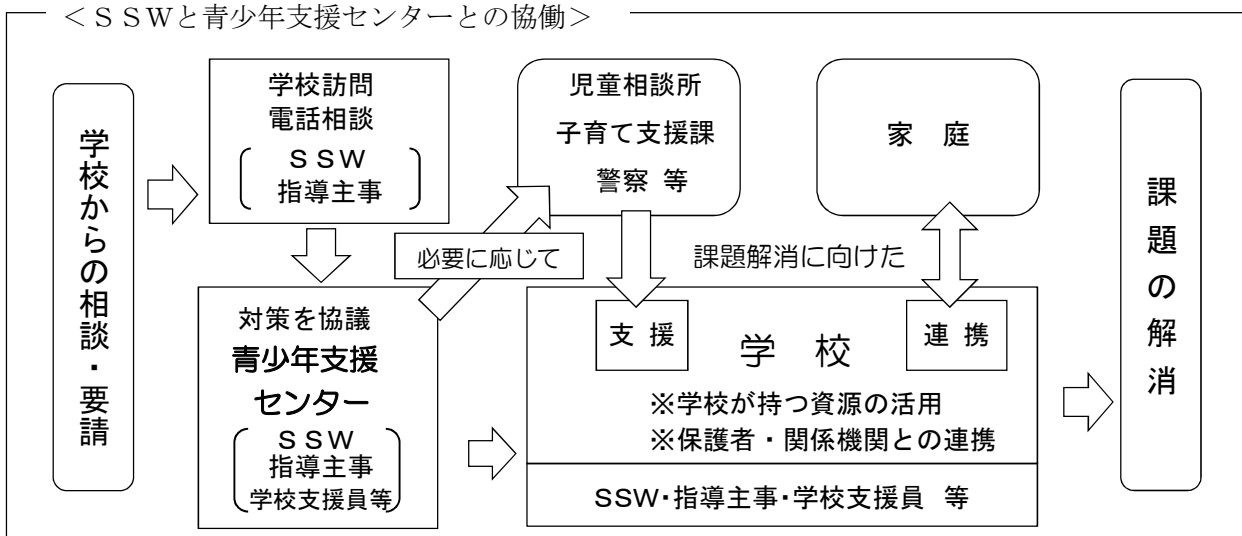 ＜ＳＳＷと青少年支援センターとの協働＞
学校からの相談・要請
学校訪問
電話相談
ＳＳＷ
指導主事
対策を協議
青少年支援
センター
ＳＳＷ
指導主事
学校支援員等
必要に応じて
児童相談所
子育て支援課
警察 等
家　庭
課題解消に向けた
支 援
学　校
連 携
※学校が持つ資源の活用
※保護者・関係機関との連携
SSW・指導主事・学校支援員 等
課題の解消